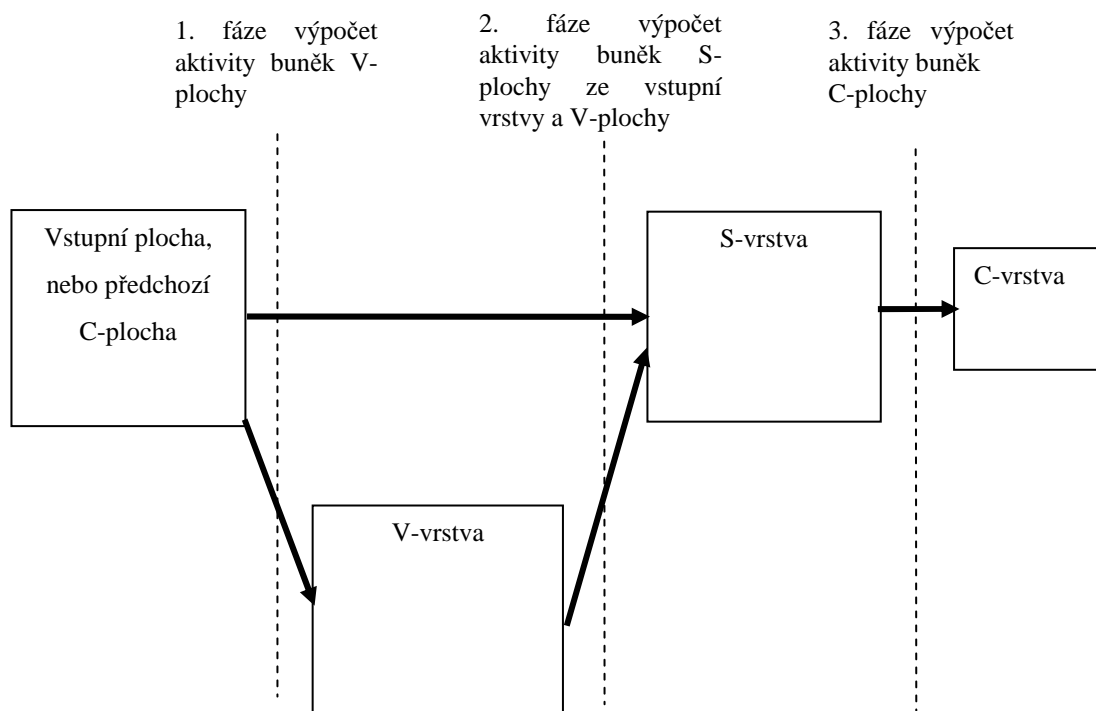 1. fáze výpočet
aktivity buněk V-
plochy
2. fáze výpočet
aktivity buněk S-
plochy ze vstupní
vrstvy a V-plochy
3. fáze výpočet
aktivity buněk
C-plochy
Vstupní plocha,
nebo předchozí
C-plocha
S-vrstva
C-vrstva
V-vrstva